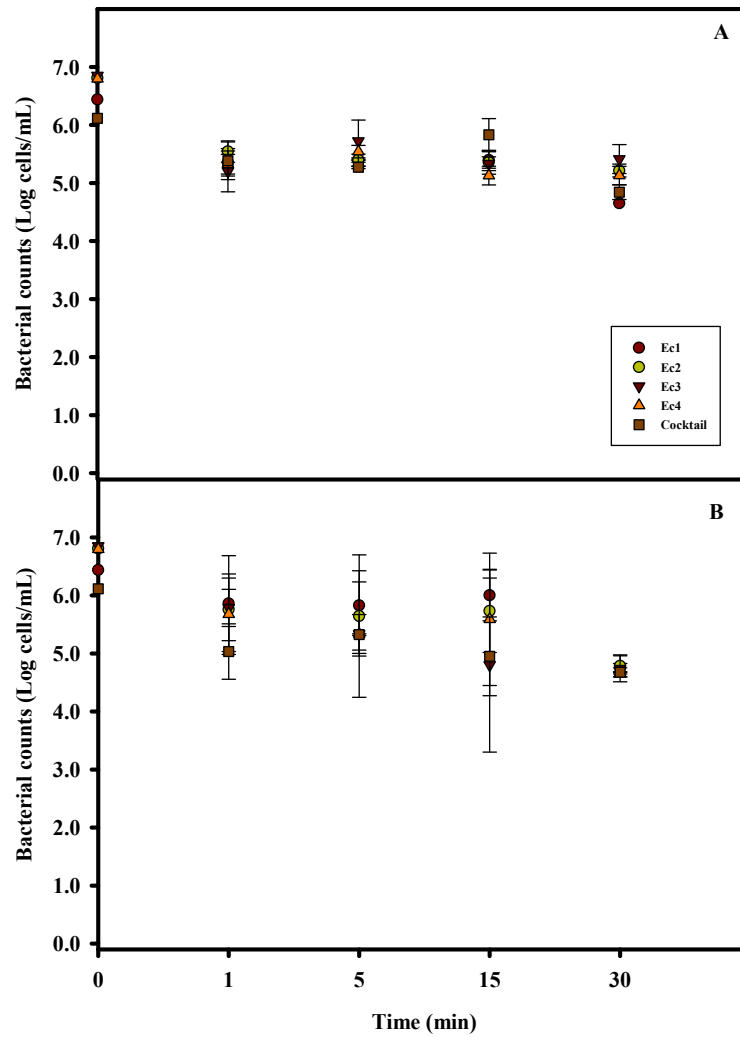 A
Bacterial counts (Log cells/mL)
7.0
6.0
5.0
4.0
3.0
2.0
1.0
0.0
Ec1
Ec2
Ec3
Ec4
Cocktail
B
Bacterial counts (Log cells/mL)
7.0
6.0
5.0
4.0
3.0
2.0
1.0
0.0
0 1 5 15 30
Time (min)